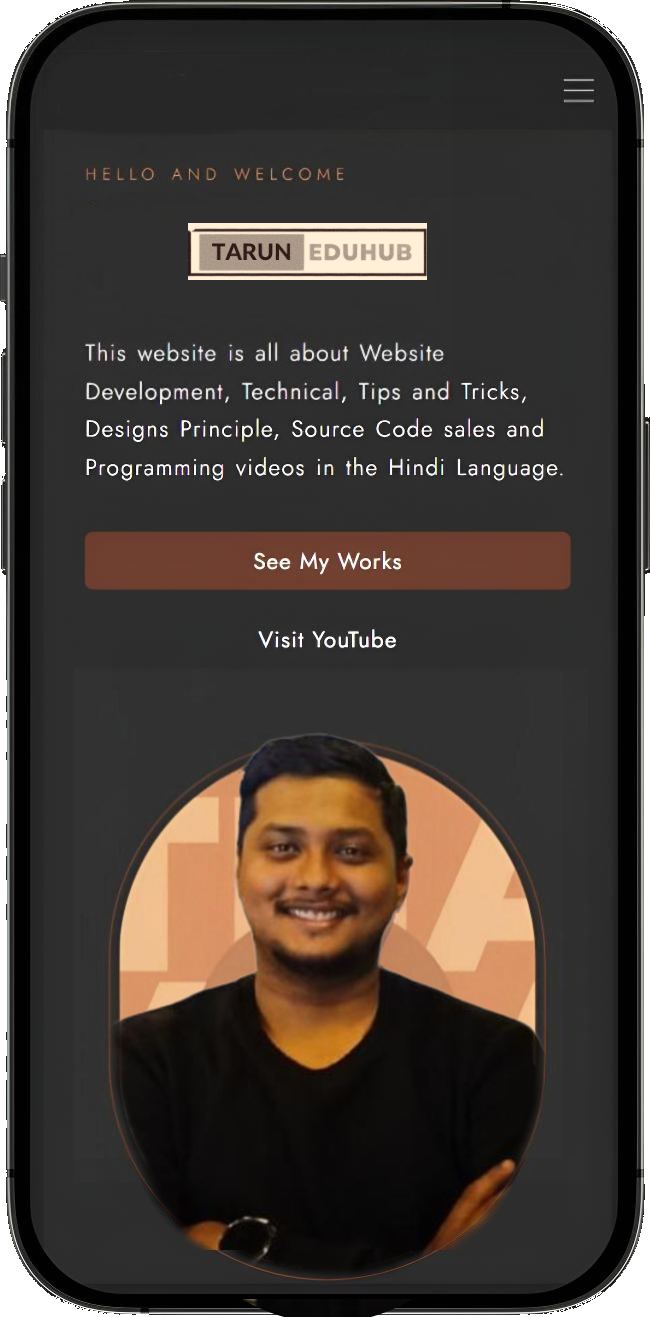 HELLO AND WELCOME
TARUN EDUHUB
This website is all about Website
Development, Technical, Tips and Tricks,
Designs Principle, Source Code sales and
Programming videos in the Hindi Language.
See My Works
Visit YouTube